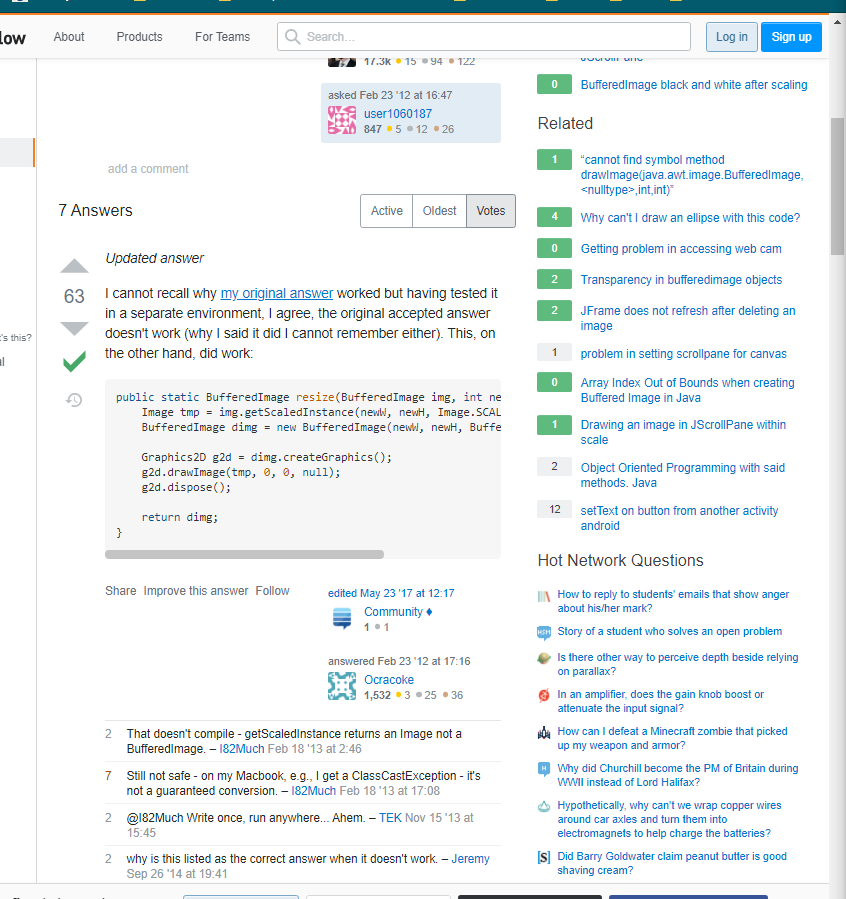 low
About
Products
For Teams
Search…
Log in
Sign up
17.3k 15 94 122
asked Feb 23 '12 at 16:47
user1060187
847 5 12 26
add a comment
7 Answers
Active
Oldest
Votes
Updated answer
63
I cannot recall why my original answer worked but having tested it
in a separate environment, I agree, the original accepted answer
doesn't work (why I said it did I cannot remember either). This, on
the other hand, did work:
's this?
public static BufferedImage resize(BufferedImage img, int ne
Image tmp = img.getScaledInstance(newW, newH, Image.SCAL
BufferedImage dimg = new BufferedImage(newW, newH, Buffe
Graphics2D g2d = dimg.createGraphics();
g2d.drawImage(tmp, 0, 0, null);
g2d.dispose();
return dimg;
}
Share Improve this answer Follow
edited May 23 '17 at 12:17
Community ♦
1 1
answered Feb 23 '12 at 17:16
Ocracoke
1,532 3 25 36
2 That doesn't compile - getScaledInstance returns an Image not a
BufferedImage. – I82Much Feb 18 '13 at 2:46
7 Still not safe - on my Macbook, e.g., I get a ClassCastException - it's
not a guaranteed conversion. – I82Much Feb 18 '13 at 17:08
2 @I82Much Write once, run anywhere... Ahem. – TEK Nov 15 '13 at
15:45
2 why is this listed as the correct answer when it doesn't work. – Jeremy
Sep 26 '14 at 19:41
JScrollPane
0 BufferedImage black and white after scaling
Related
1 “cannot find symbol method
drawImage(java.awt.image.BufferedImage,
<nulltype>,int,int)”
4 Why can't I draw an ellipse with this code?
0 Getting problem in accessing web cam
2 Transparency in bufferedimage objects
2 JFrame does not refresh after deleting an
image
1 problem in setting scrollpane for canvas
0 Array Index Out of Bounds when creating
Buffered Image in Java
1 Drawing an image in JScrollPane within
scale
2 Object Oriented Programming with said
methods. Java
12 setText on button from another activity
android
Hot Network Questions
How to reply to students' emails that show anger
about his/her mark?
Story of a student who solves an open problem
Is there other way to perceive depth beside relying
on parallax?
In an amplifier, does the gain knob boost or
attenuate the input signal?
How can I defeat a Minecraft zombie that picked
up my weapon and armor?
Why did Churchill become the PM of Britain during
WWII instead of Lord Halifax?
Hypothetically, why can't we wrap copper wires
around car axles and turn them into
electromagnets to help charge the batteries?
Did Barry Goldwater claim peanut butter is good
shaving cream?